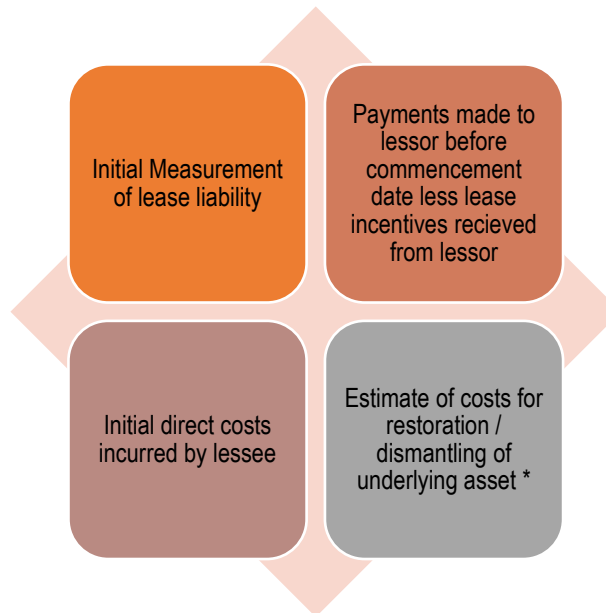 Initial Measurement
of lease liability
Payments made to
lessor before
commencement
date less lease
incentives recieved
from lessor
Initial direct costs
incurred by lessee
Estimate of costs for
restoration /
dismantling of
underlying asset *